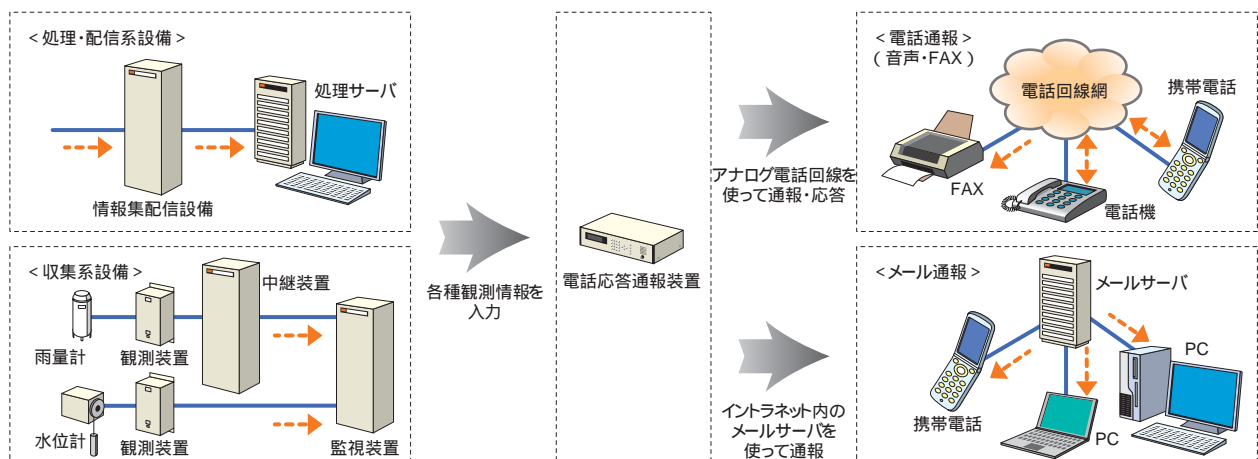 <処理・配信系設備>
処理サーバ
情報集配信設備
<収集系設備>
中継装置
雨量計
観測装置
水位計
観測装置
監視装置
各種観測情報を
入力
電話応答通報装置
アナログ電話回線を
使って通報・応答
イントラネット内の
メールサーバを
使って通報
<電話通報>
(音声・FAX)
電話回線網
携帯電話
FAX
電話機
<メール通報>
メールサーバ
PC
携帯電話
PC